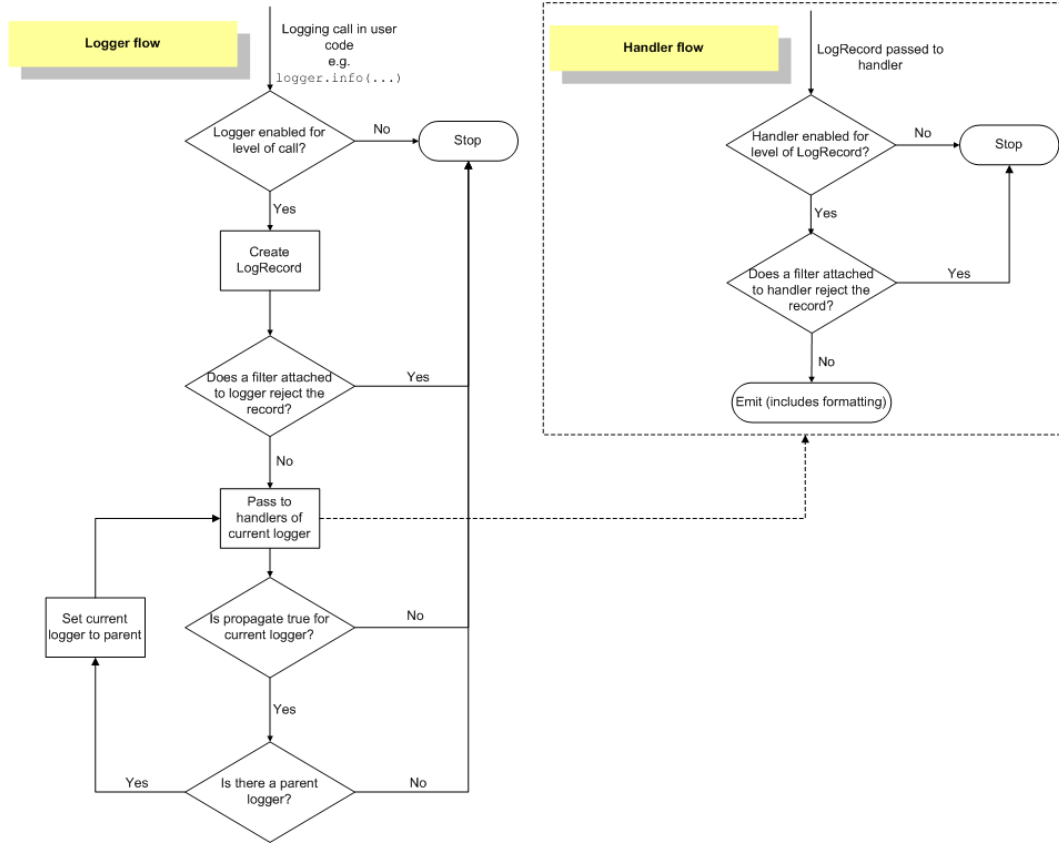 Logger flow
Logging call in user
code
e.g.
logger.info(...)
Logger enabled for
level of call?
No
Stop
Yes
Create
LogRecord
Does a filter attached
to logger reject the
record?
Yes
No
Pass to
handlers of
current logger
Set current
logger to parent
Is propagate true for
current logger?
No
Yes
Is there a parent
logger?
Yes
No
Handler flow
LogRecord passed to
handler
Handler enabled for
level of LogRecord?
No
Stop
Yes
Does a filter attached
to handler reject the
record?
Yes
No
Emit (includes formatting)